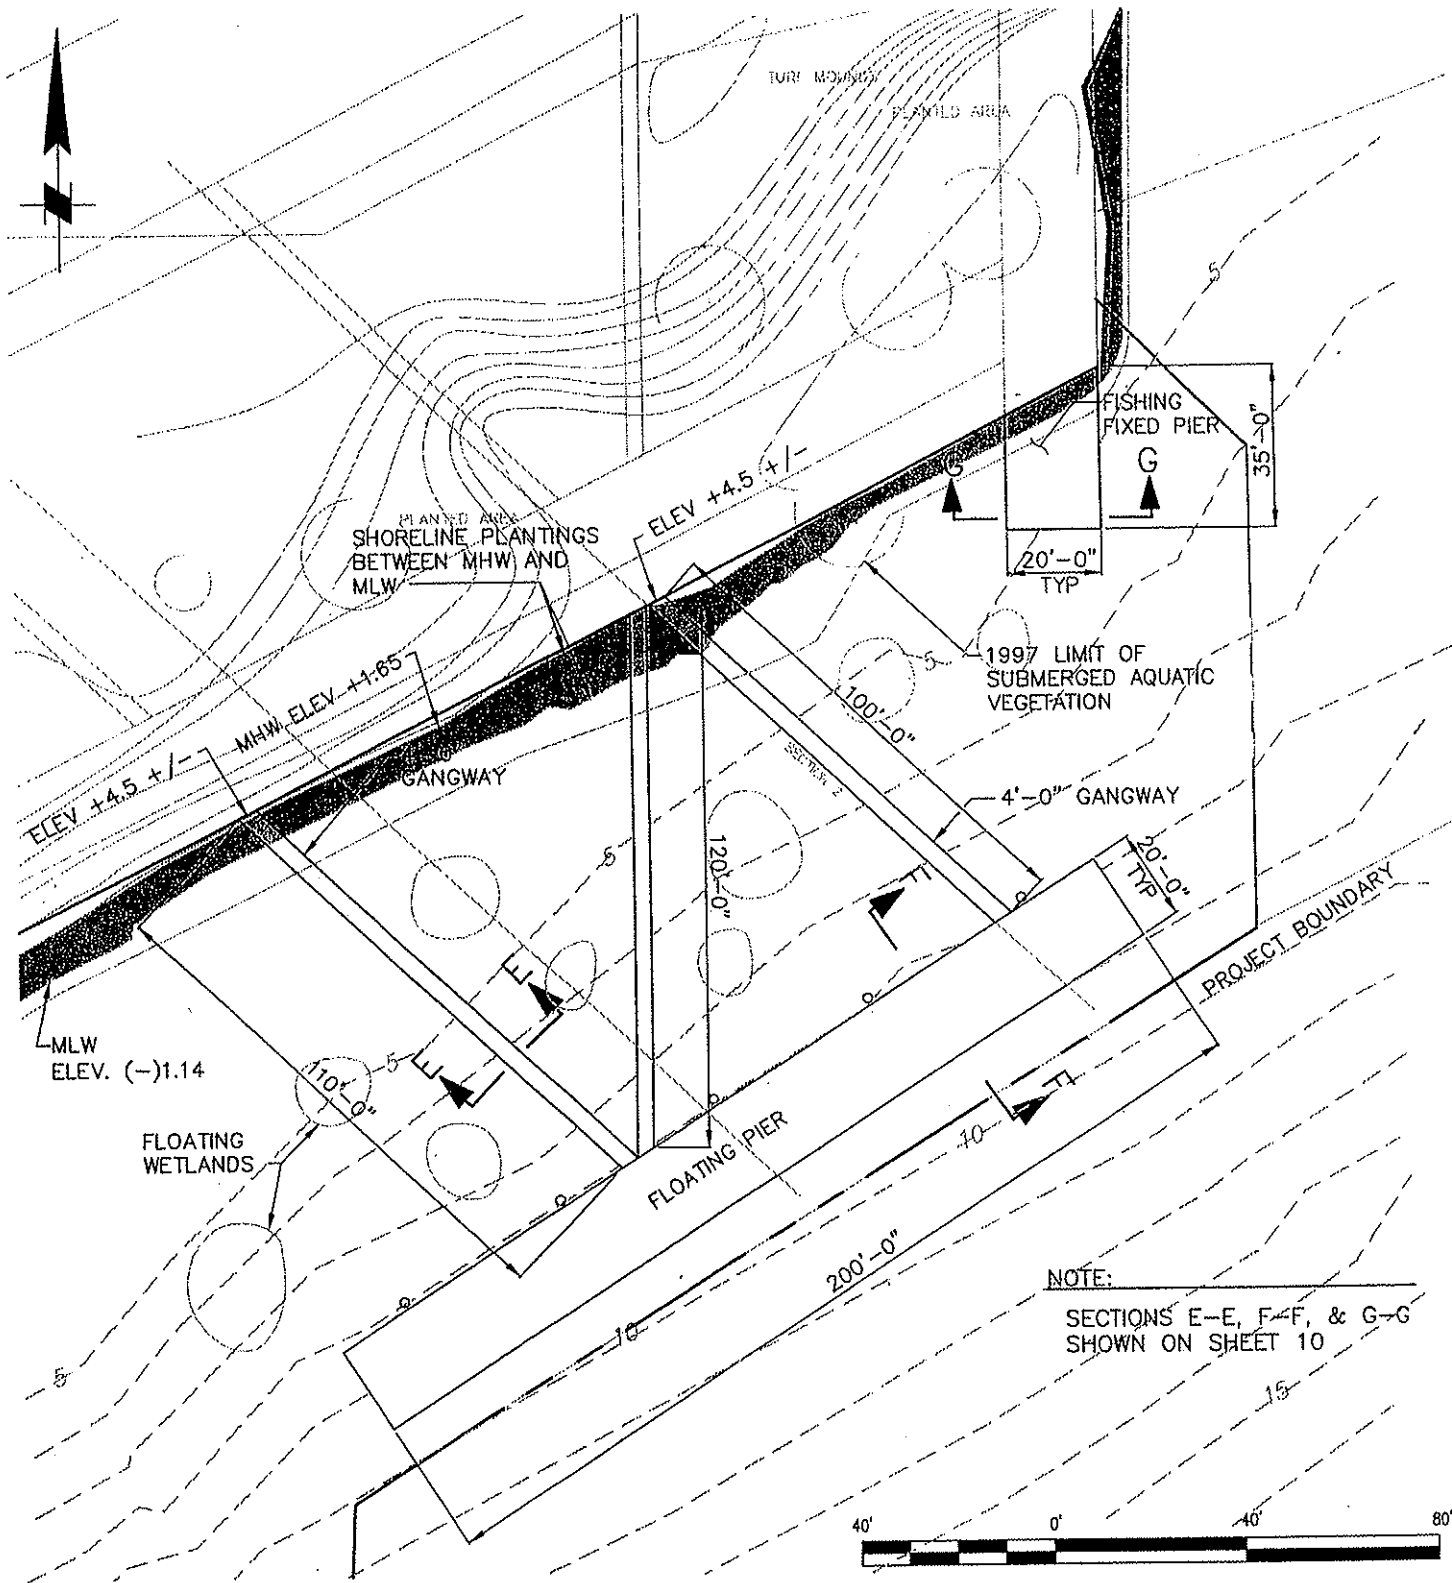 TURF MOUNDS
PLANTED AREA
5
FISHING
FIXED PIER
35'-0"
G
G
ELEV +4.5 +/-
PLANTED AREA
SHORELINE PLANTINGS
BETWEEN MHW AND
MLW
20'-0"
TYP
5
1997 LIMIT OF
SUBMERGED AQUATIC
VEGETATION
MHW ELEV +1.65
100'-0"
GANGWAY
SECTION 2
4'-0" GANGWAY
ELEV +4.5 +/-
5
120'-0"
20'-0"
TYP
F
PROJECT BOUNDARY
E
MLW
ELEV. (-)1.14
5
E
110'-0"
F
10
FLOATING
WETLANDS
FLOATING PIER
200'-0"
NOTE:
SECTIONS E-E, F-F, & G-G
SHOWN ON SHEET 10
10
5
15
40'
0'
40'
80'